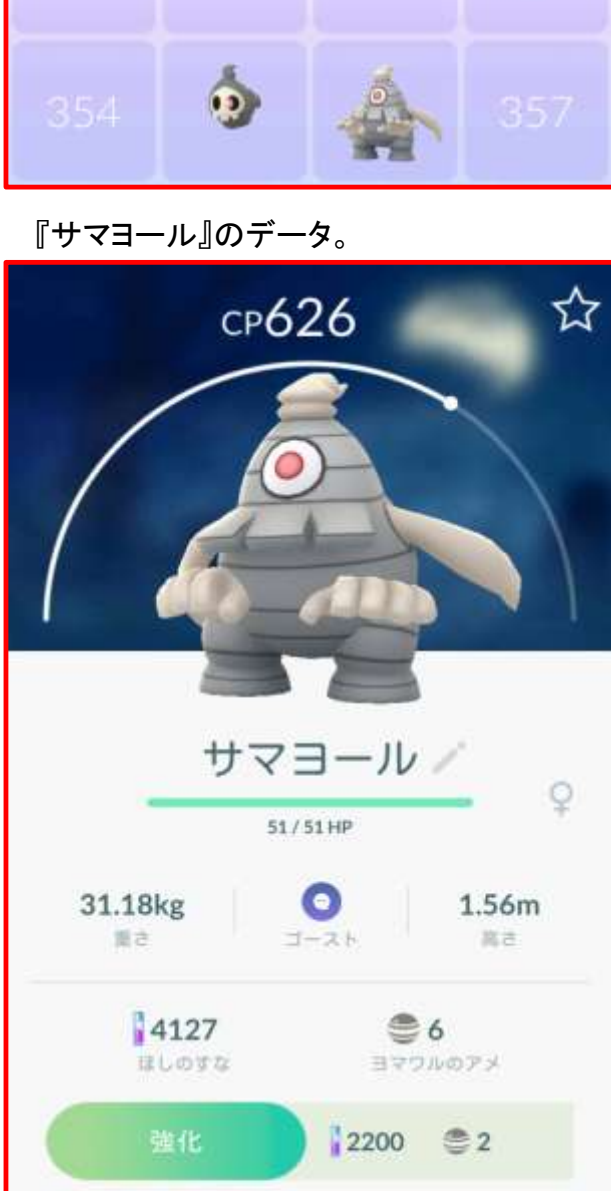 354 357
『サマヨール』のデータ。
CP626
サマヨール
51 / 51 HP
31.18kg ゴースト 1.56m
重さ 高さ
4127 6
ほしのすな ヨマワルのアメ
強化 2200 2